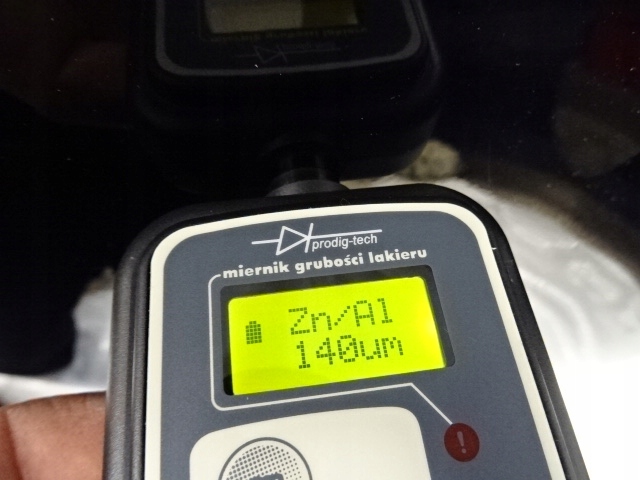 prodig-tech
miernik grubości lakieru
Zn/Al
140um
!